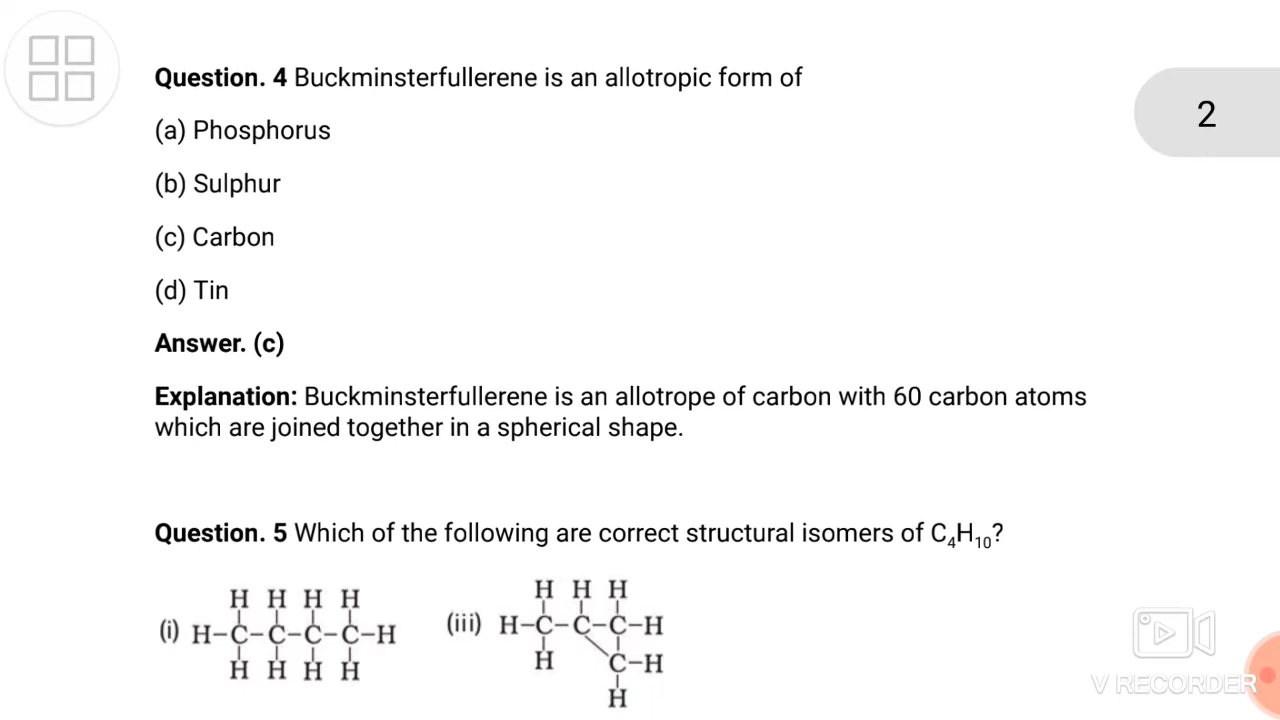 Question. 4 Buckminsterfullerene is an allotropic form of
2
(a) Phosphorus
(b) Sulphur
(c) Carbon
(d) Tin
Answer. (c)
Explanation: Buckminsterfullerene is an allotrope of carbon with 60 carbon atoms
which are joined together in a spherical shape.
Question. 5 Which of the following are correct structural isomers of C₄H₁₀?
H H H H
(i) H-C-C-C-C-H
H H H H
H H H
(iii) H-C-C-C-H
H C-H
H
V RECORDER